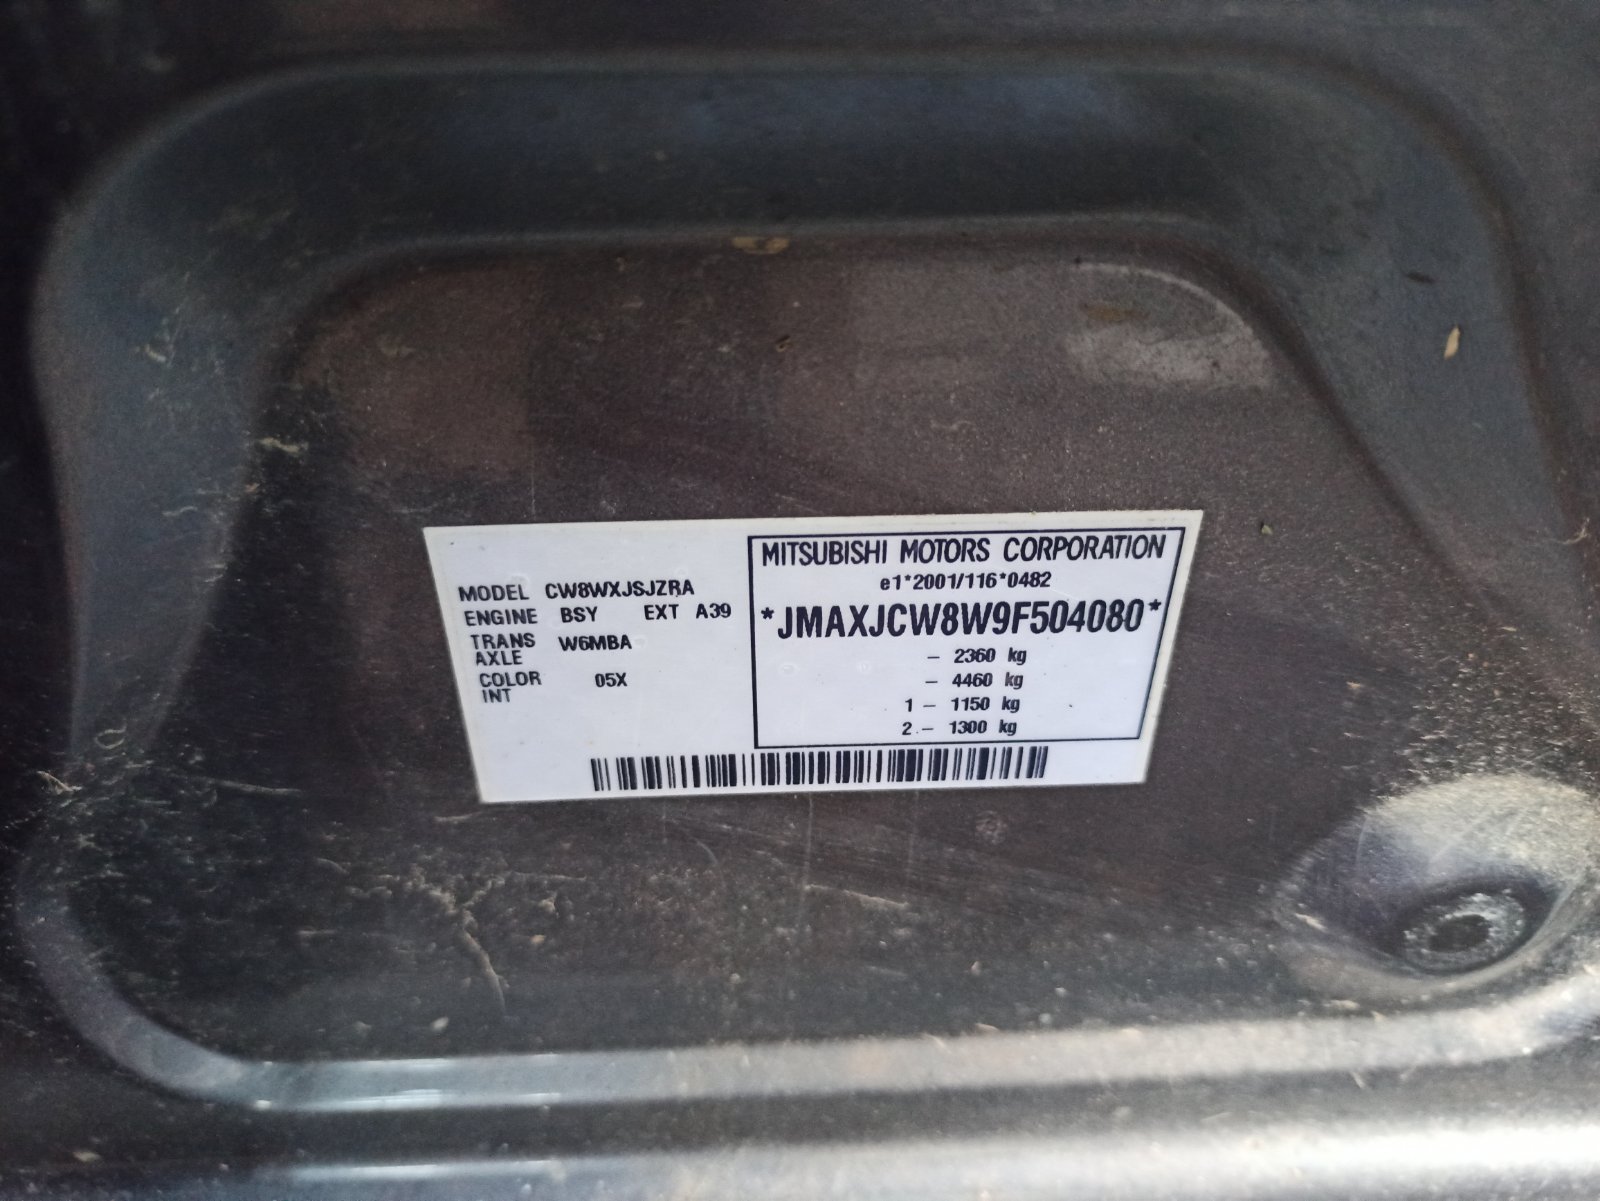 MODEL CW8WXJSJZRA
ENGINE BSY EXT A39
TRANS
AXLE W6MBA
COLOR
INT 05X
MITSUBISHI MOTORS CORPORATION
e1*2001/116*0482
*JMAXJCW8W9F504080*
– 2360 kg
– 4460 kg
1 – 1150 kg
2 – 1300 kg